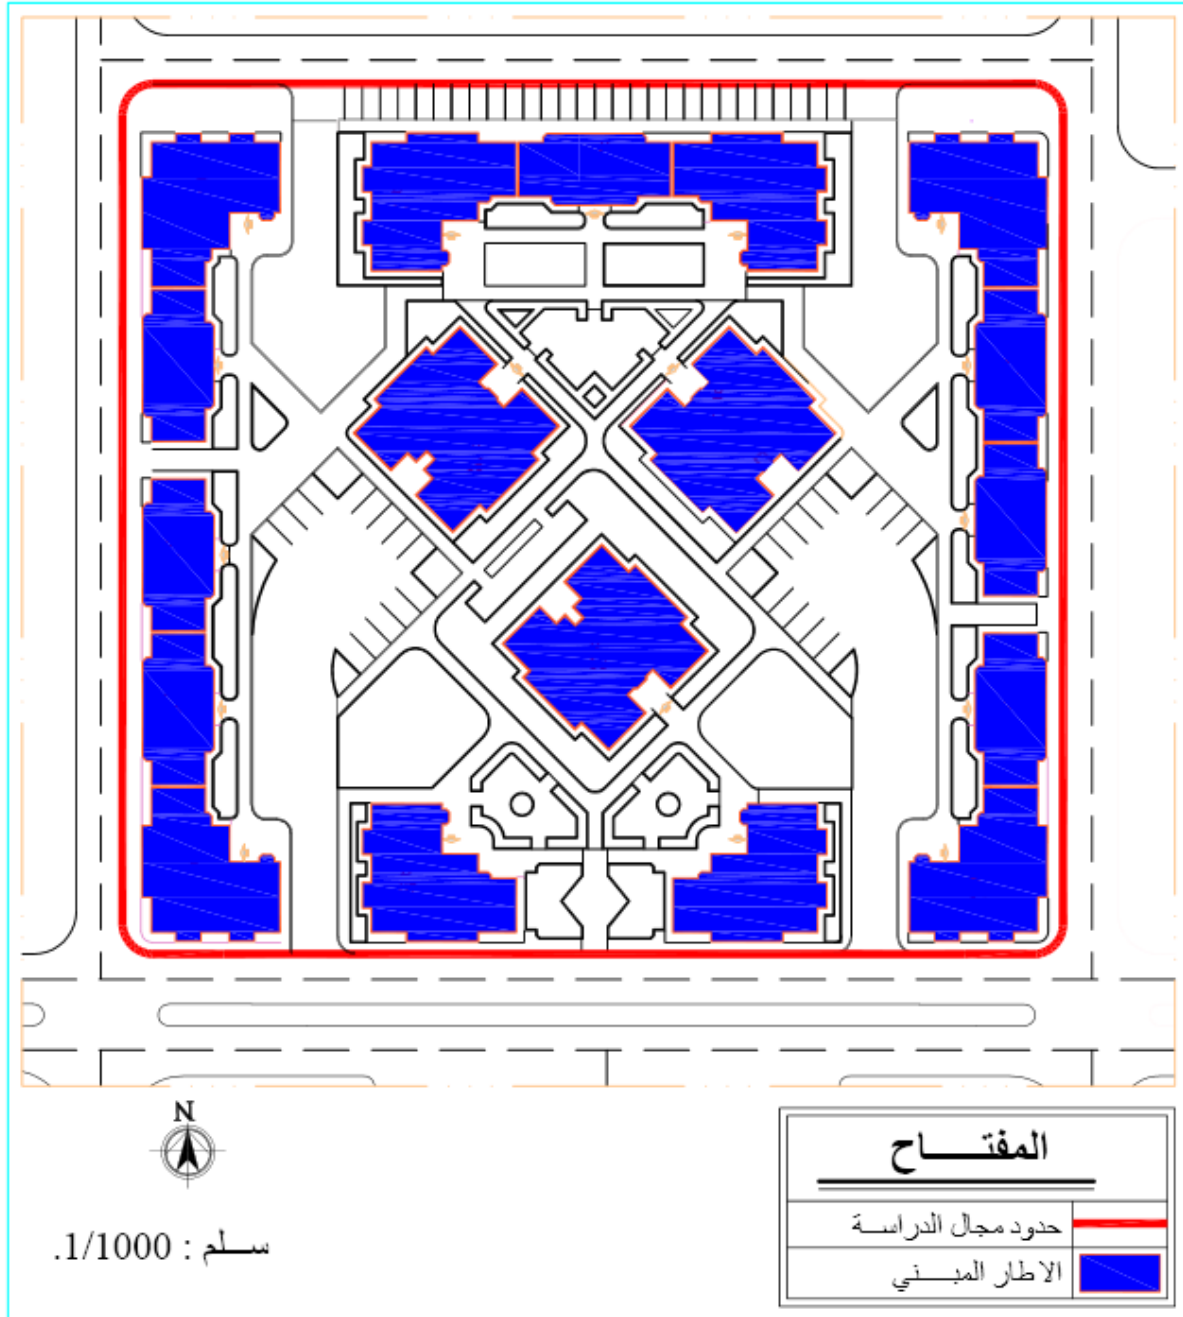 N
سلم : 1/1000.
المفتاح
حدود مجال الدراسة
الاطار المبني